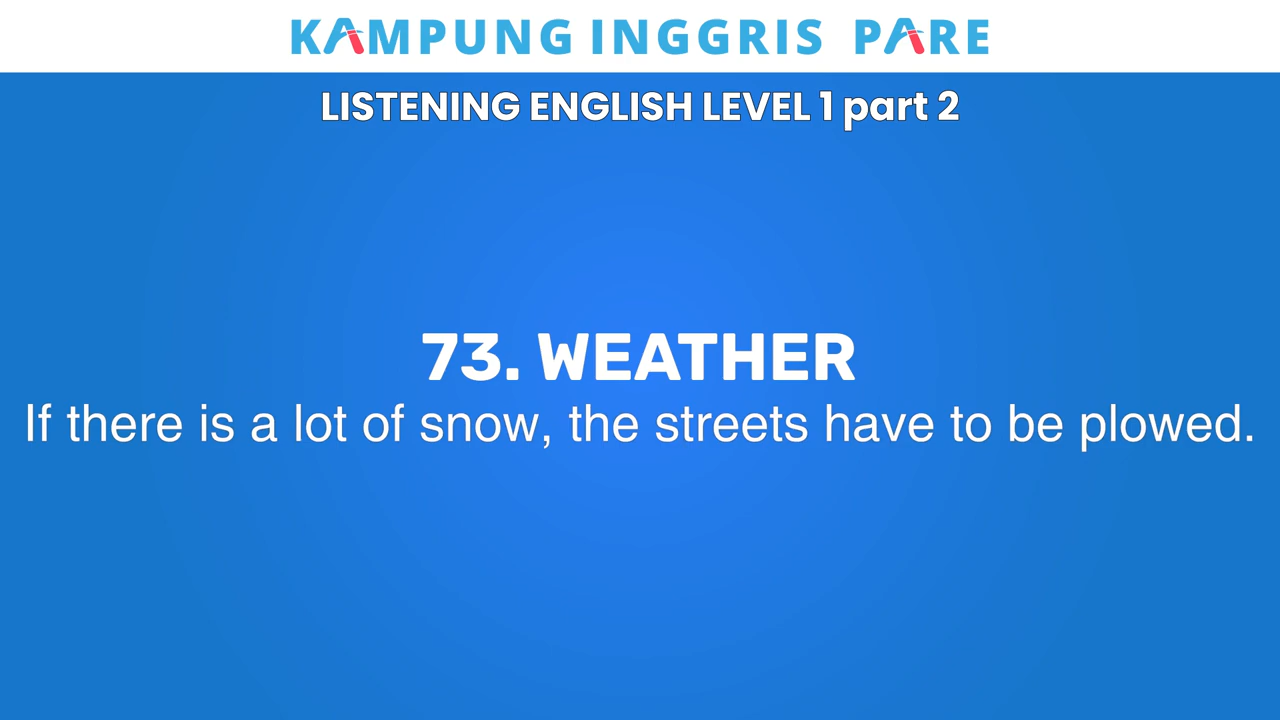 KAMPUNG INGGRIS PARE
LISTENING ENGLISH LEVEL 1 part 2
73. WEATHER
If there is a lot of snow, the streets have to be plowed.